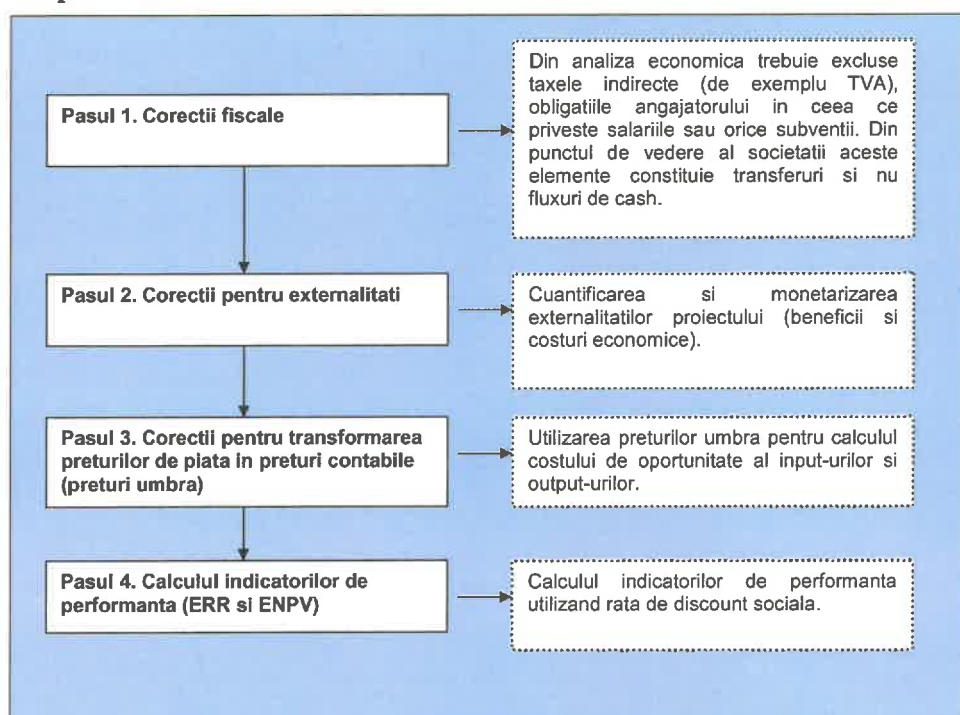 Pasul 1. Corectii fiscale
Din analiza economica trebuie excluse
taxele indirecte (de exemplu TVA),
obligatiile angajatorului in ceea ce
priveste salariile sau orice subventii. Din
punctul de vedere al societatii aceste
elemente constituie transferuri si nu
fluxuri de cash.
Pasul 2. Corectii pentru externalitati
Cuantificarea si monetarizarea
externalitatilor proiectului (beneficii si
costuri economice).
Pasul 3. Corectii pentru transformarea
preturilor de piata in preturi contabile
(preturi umbra)
Utilizarea preturilor umbra pentru calculul
costului de oportunitate al input-urilor si
output-urilor.
Pasul 4. Calculul indicatorilor de
performanta (ERR si ENPV)
Calculul indicatorilor de performanta
utilizand rata de discount sociala.